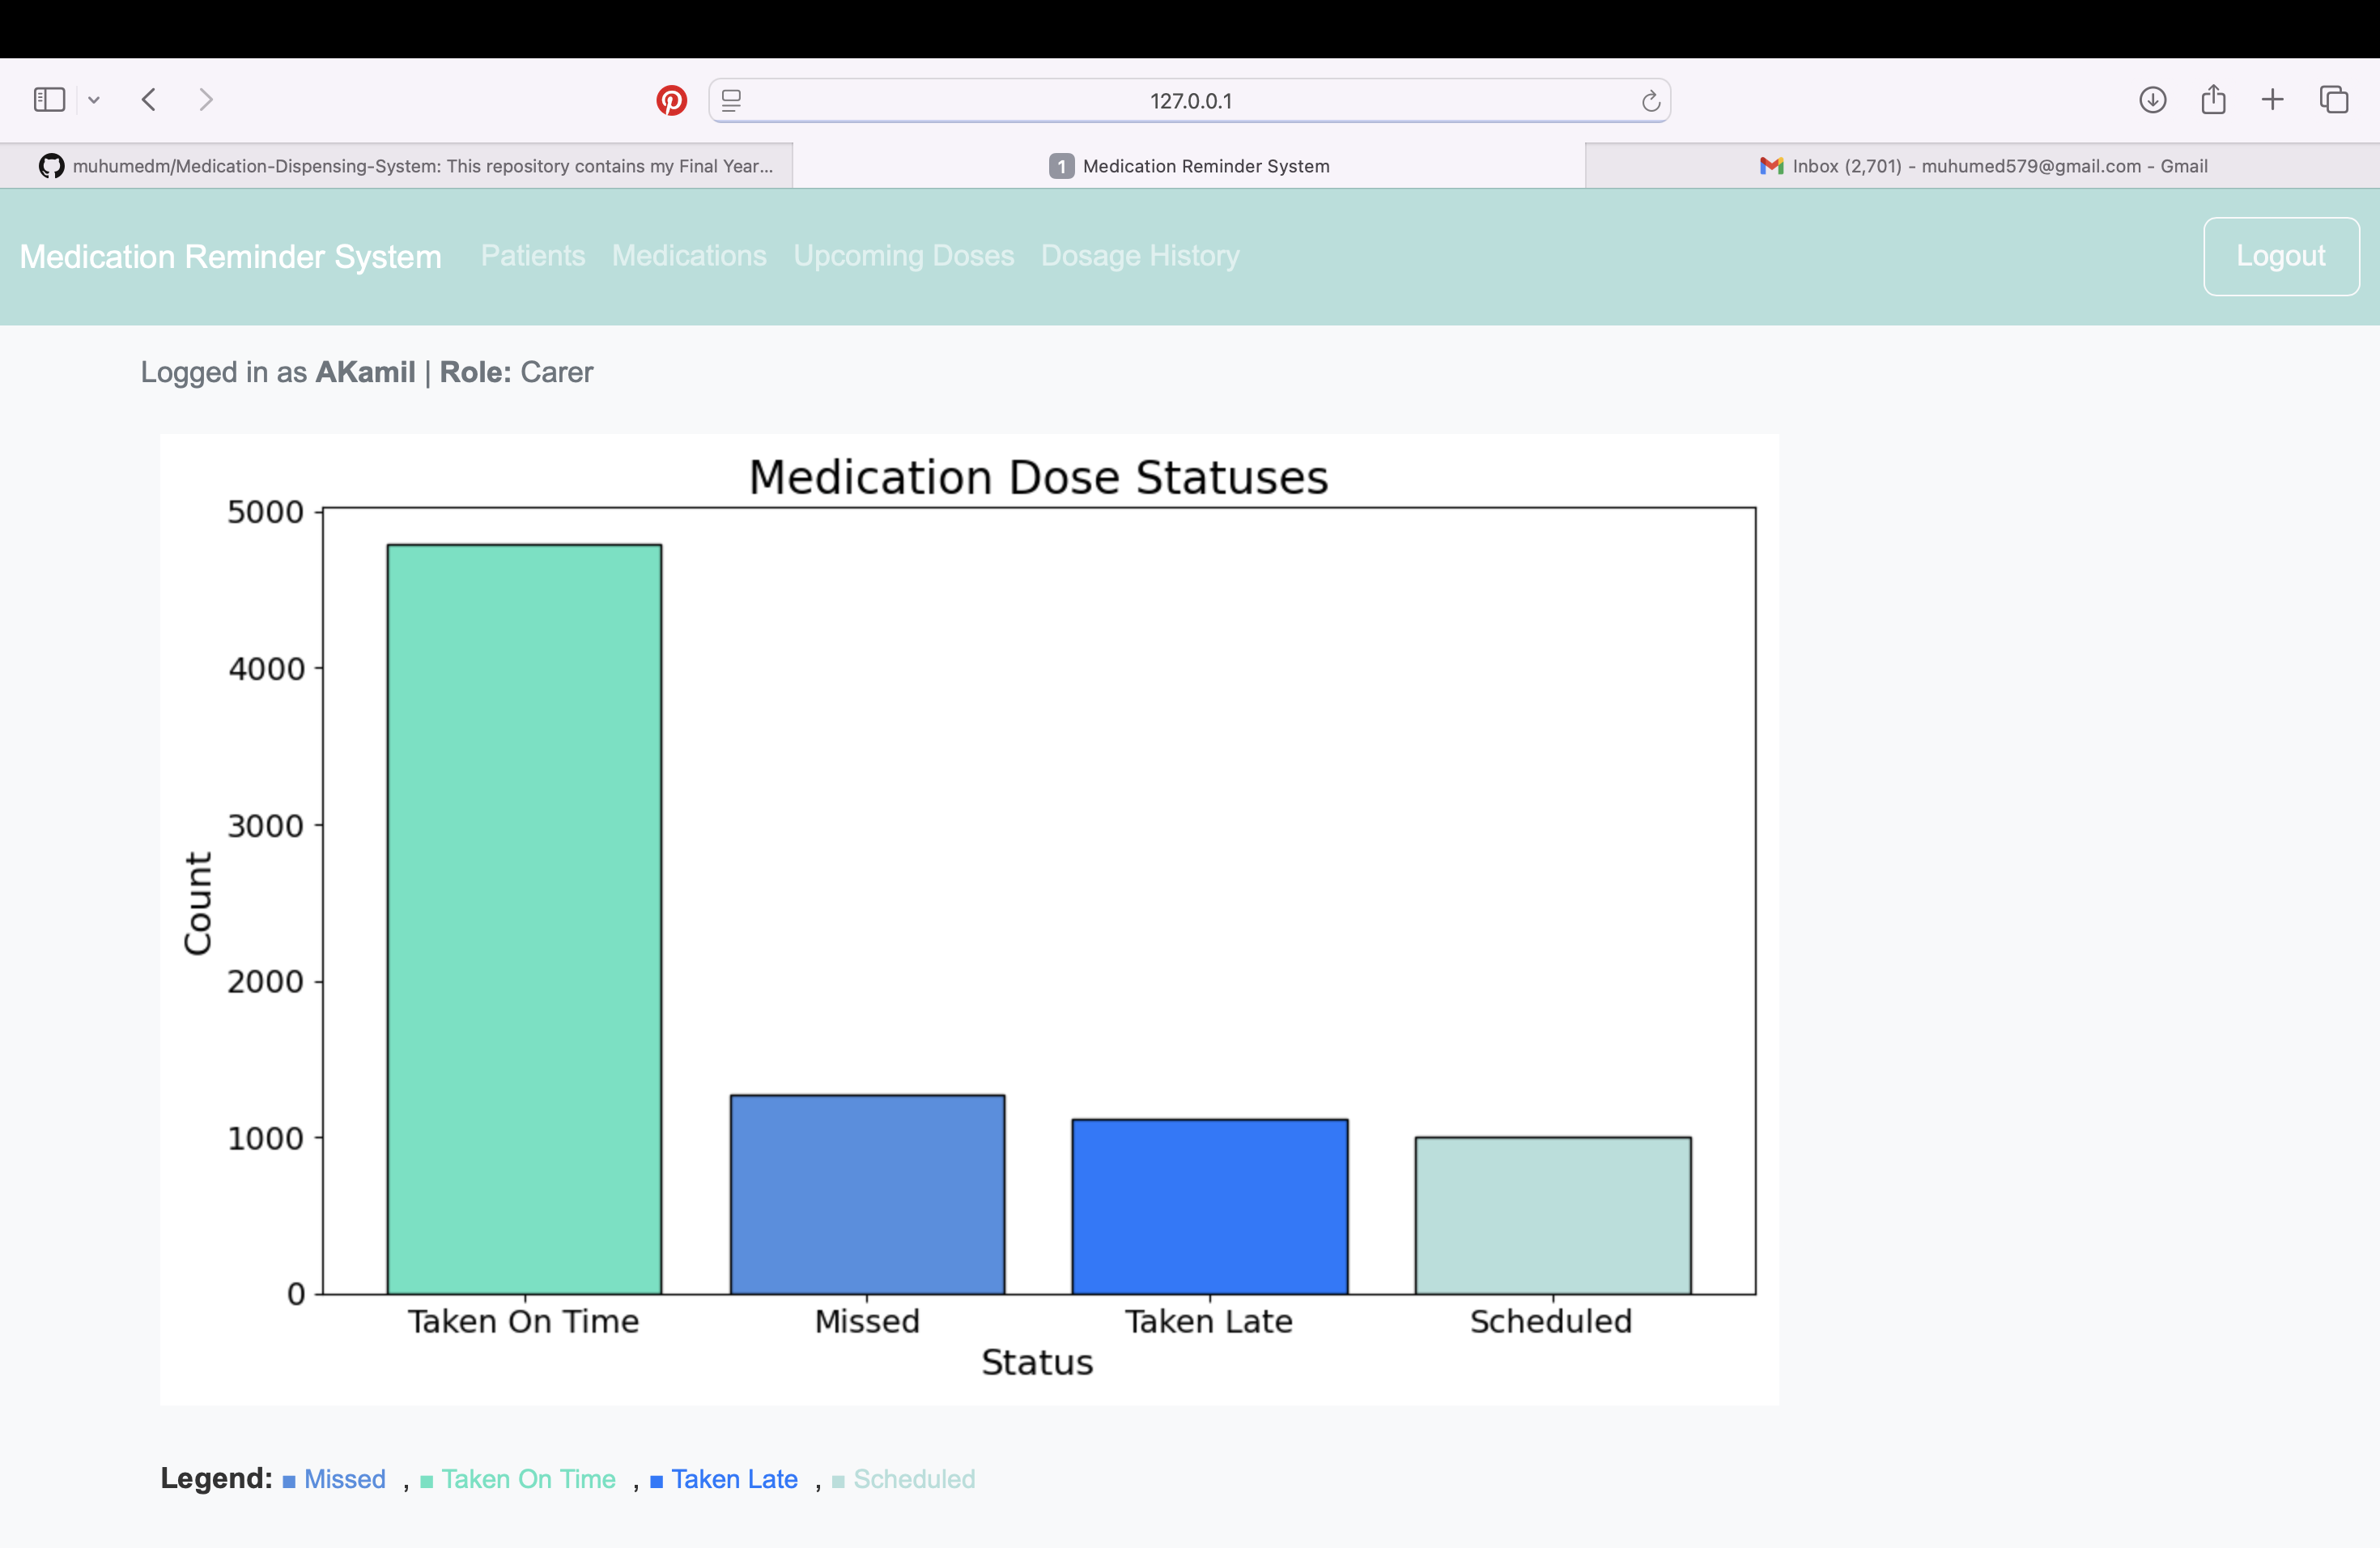 127.0.0.1
muhumedm/Medication-Dispensing-System: This repository contains my Final Year...
1 Medication Reminder System
Inbox (2,701) - muhumed579@gmail.com - Gmail
Medication Reminder System Patients Medications Upcoming Doses Dosage History Logout
Logged in as AKamil | Role: Carer
Medication Dose Statuses
5000
4000
3000
2000
1000
0
Count
Taken On Time Missed Taken Late Scheduled
Status
Legend: ■ Missed , ■ Taken On Time , ■ Taken Late , ■ Scheduled